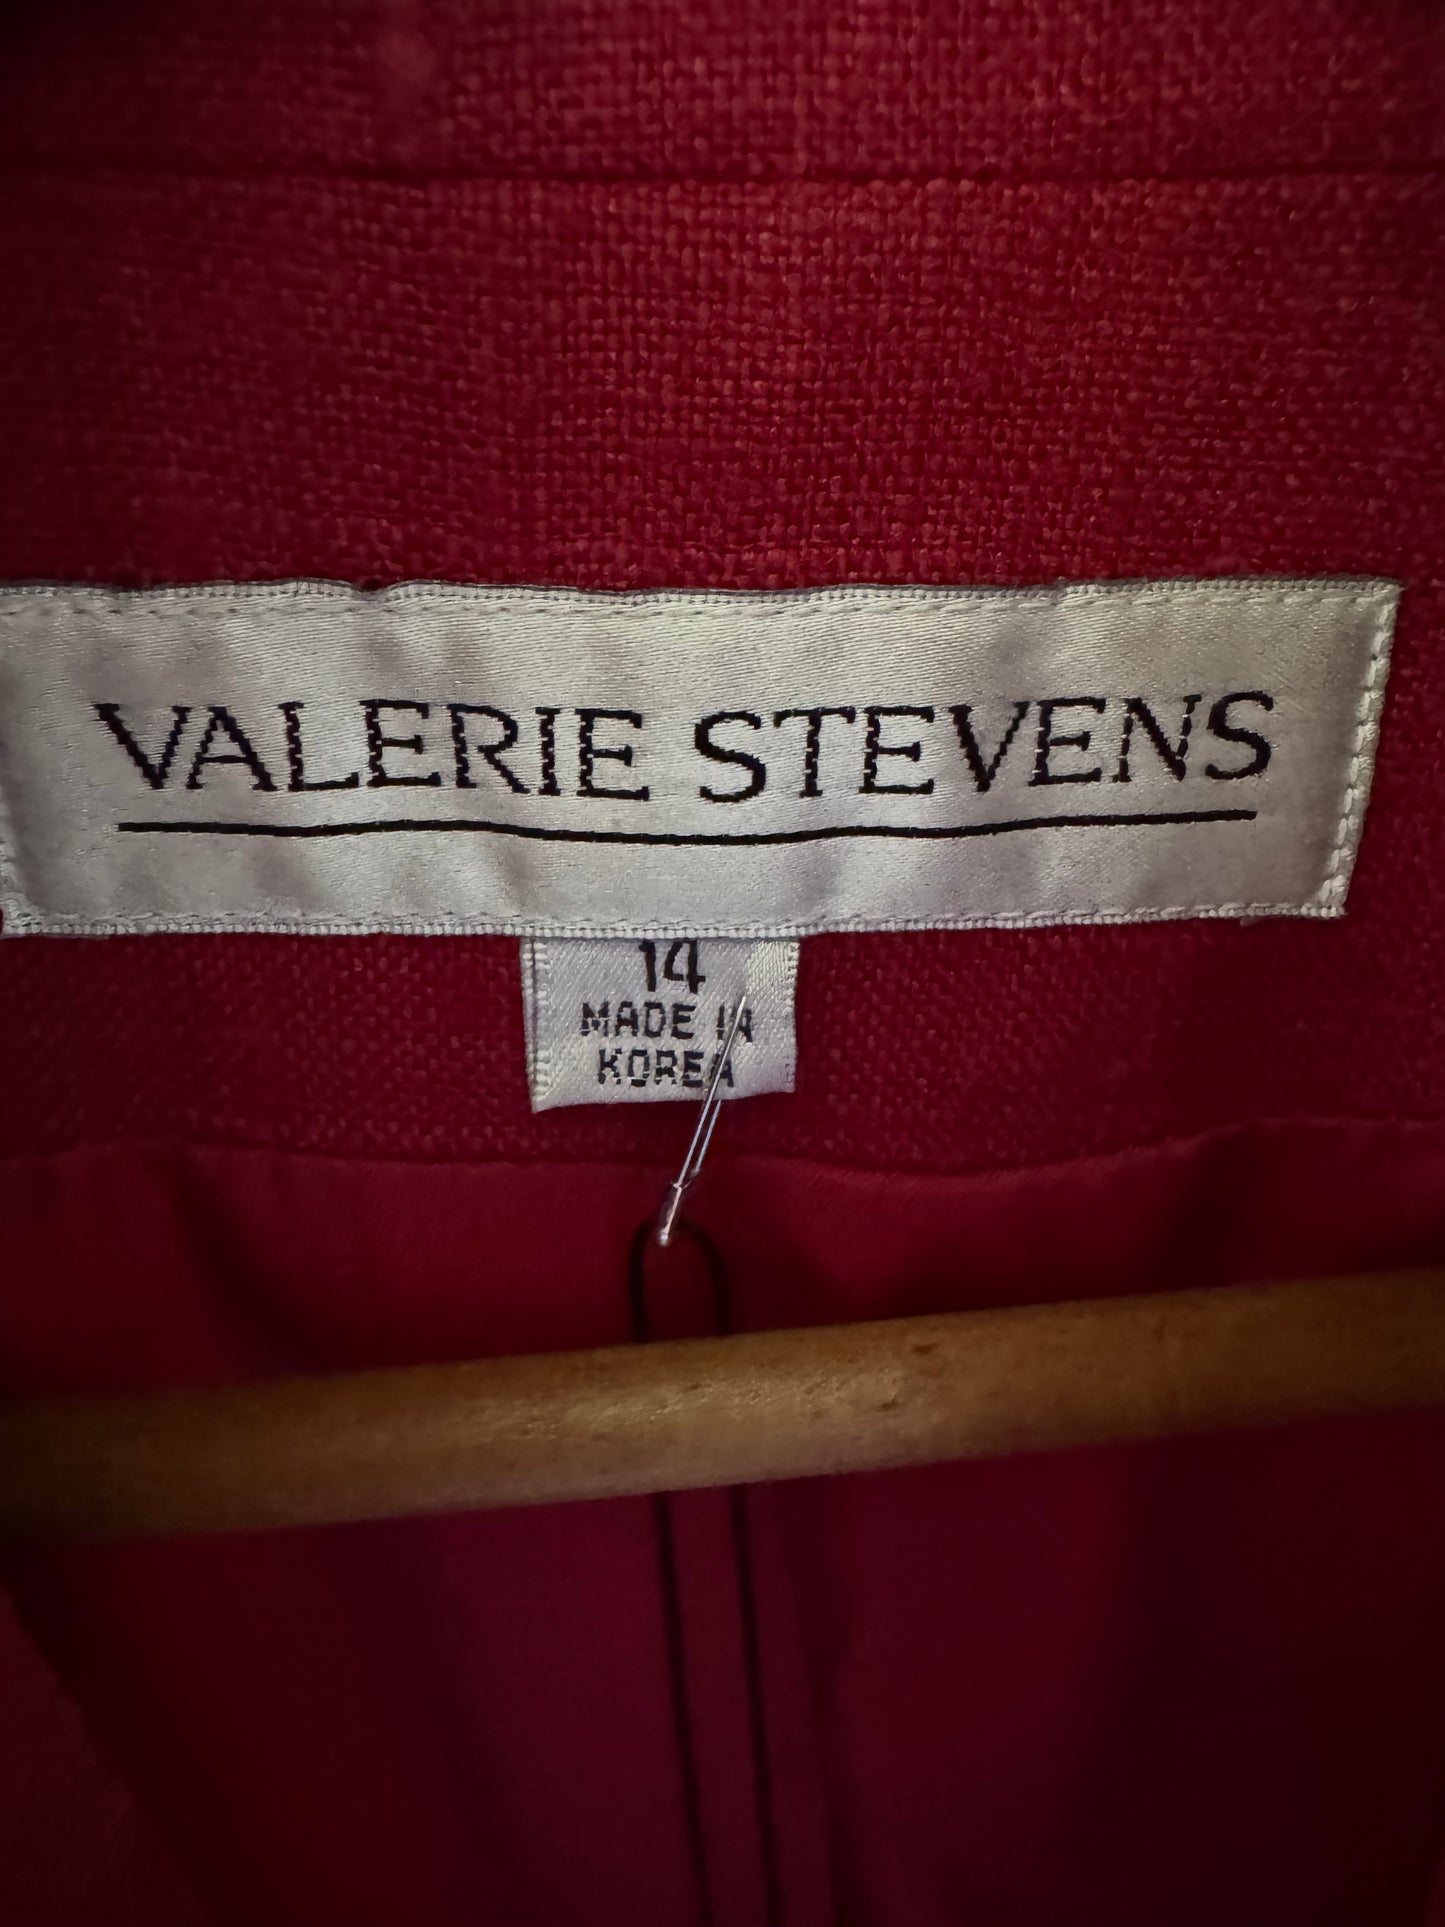 VALERIE STEVENS
14
MADE IN
KOREA